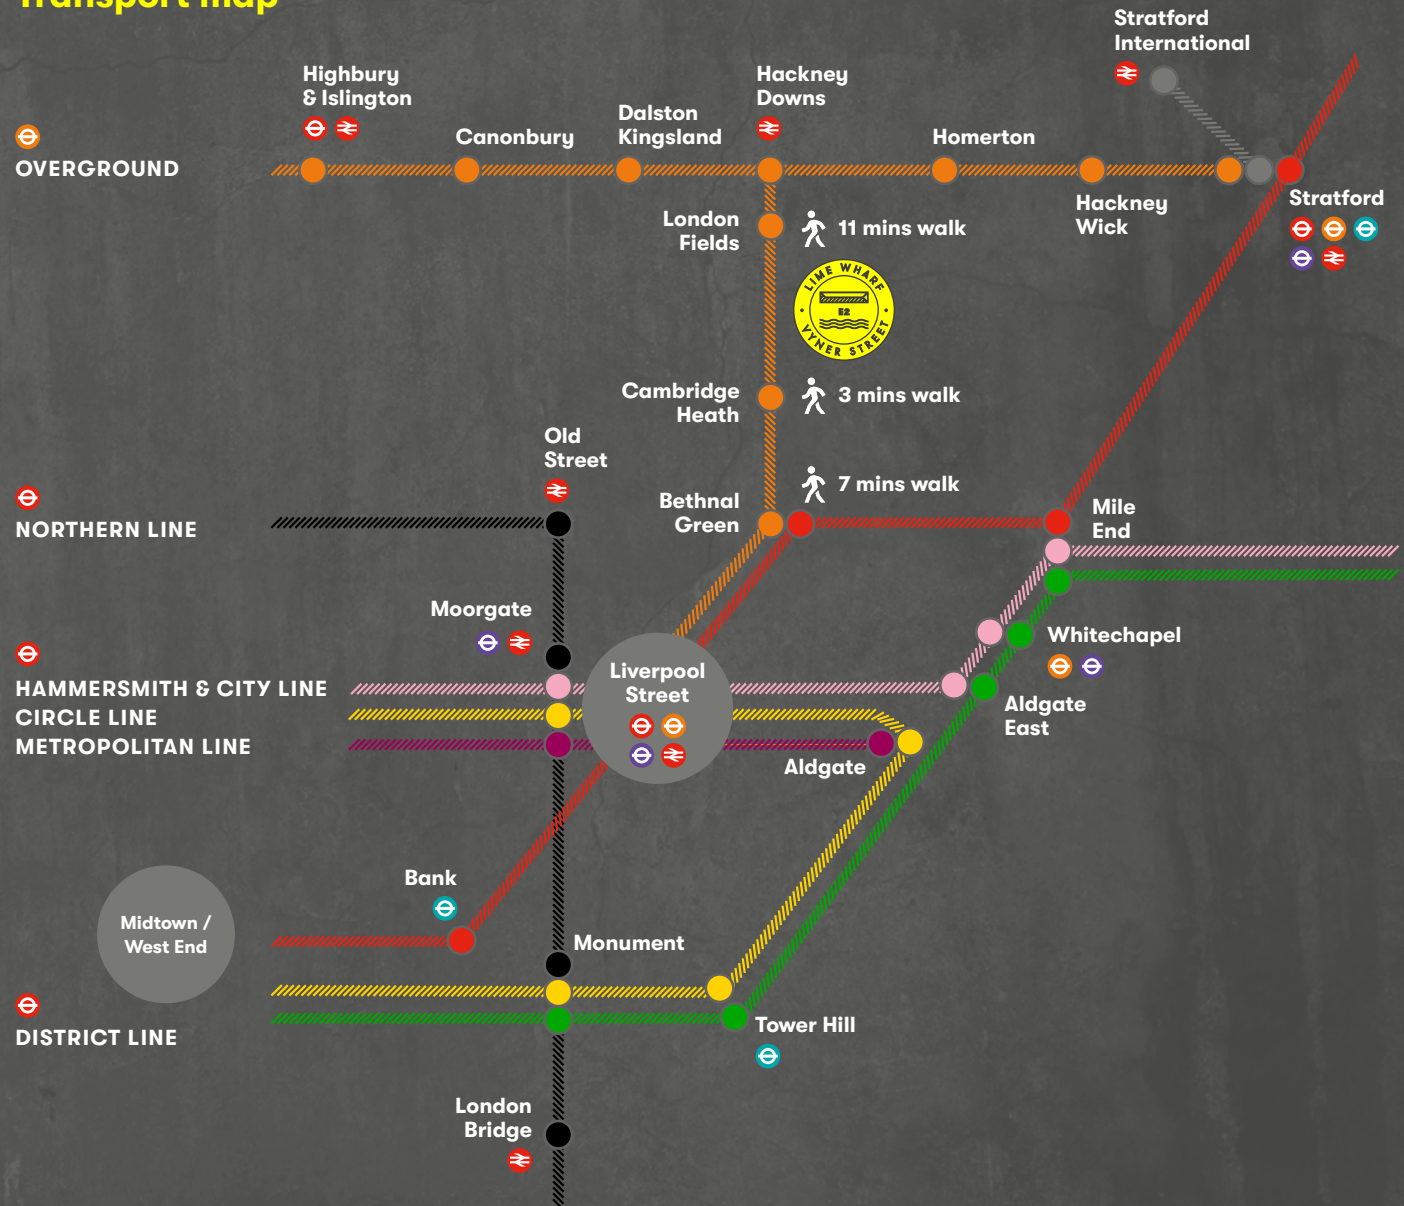 Transport map
Stratford
International
Highbury
& Islington
Hackney
Downs
Dalston
Kingsland
Canonbury
Homerton
OVERGROUND
Hackney
Wick
Stratford
London
Fields
11 mins walk
LIME WHARF
E2
VYNER STREET
Cambridge
Heath
3 mins walk
Old
Street
Bethnal
Green
7 mins walk
Mile
End
NORTHERN LINE
Moorgate
Whitechapel
Liverpool
Street
HAMMERSMITH & CITY LINE
CIRCLE LINE
METROPOLITAN LINE
Aldgate
East
Aldgate
Bank
Midtown /
West End
Monument
DISTRICT LINE
Tower Hill
London
Bridge